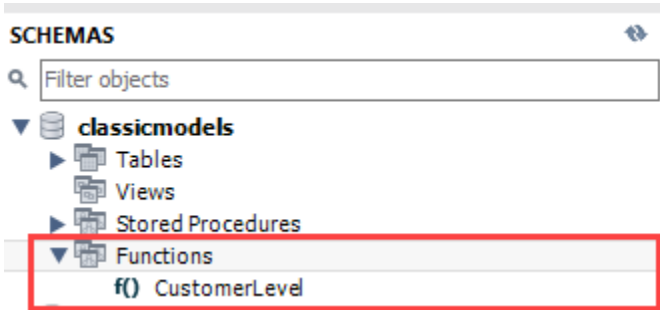 SCHEMAS
Filter objects
classicmodels
Tables
Views
Stored Procedures
Functions
f() CustomerLevel